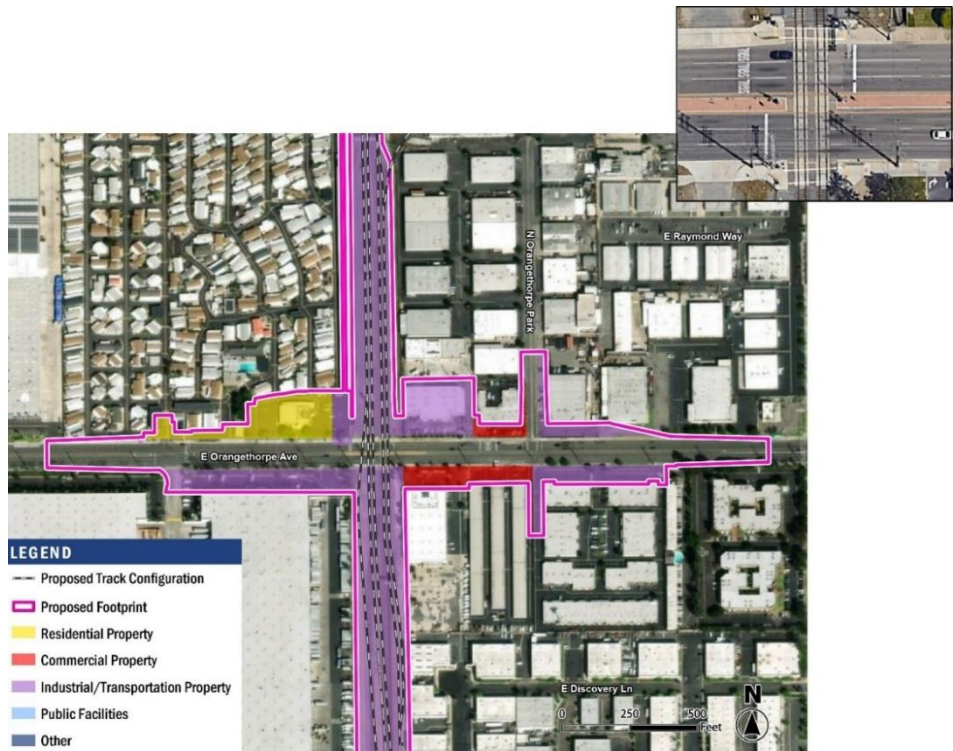 E Raymond Way
N Orangethorpe Park
E Orangethorpe Ave
LEGEND
Proposed Track Configuration
Proposed Footprint
Residential Property
Commercial Property
Industrial/Transportation Property
Public Facilities
Other
E Discovery Ln
0 250 500
Feet
N